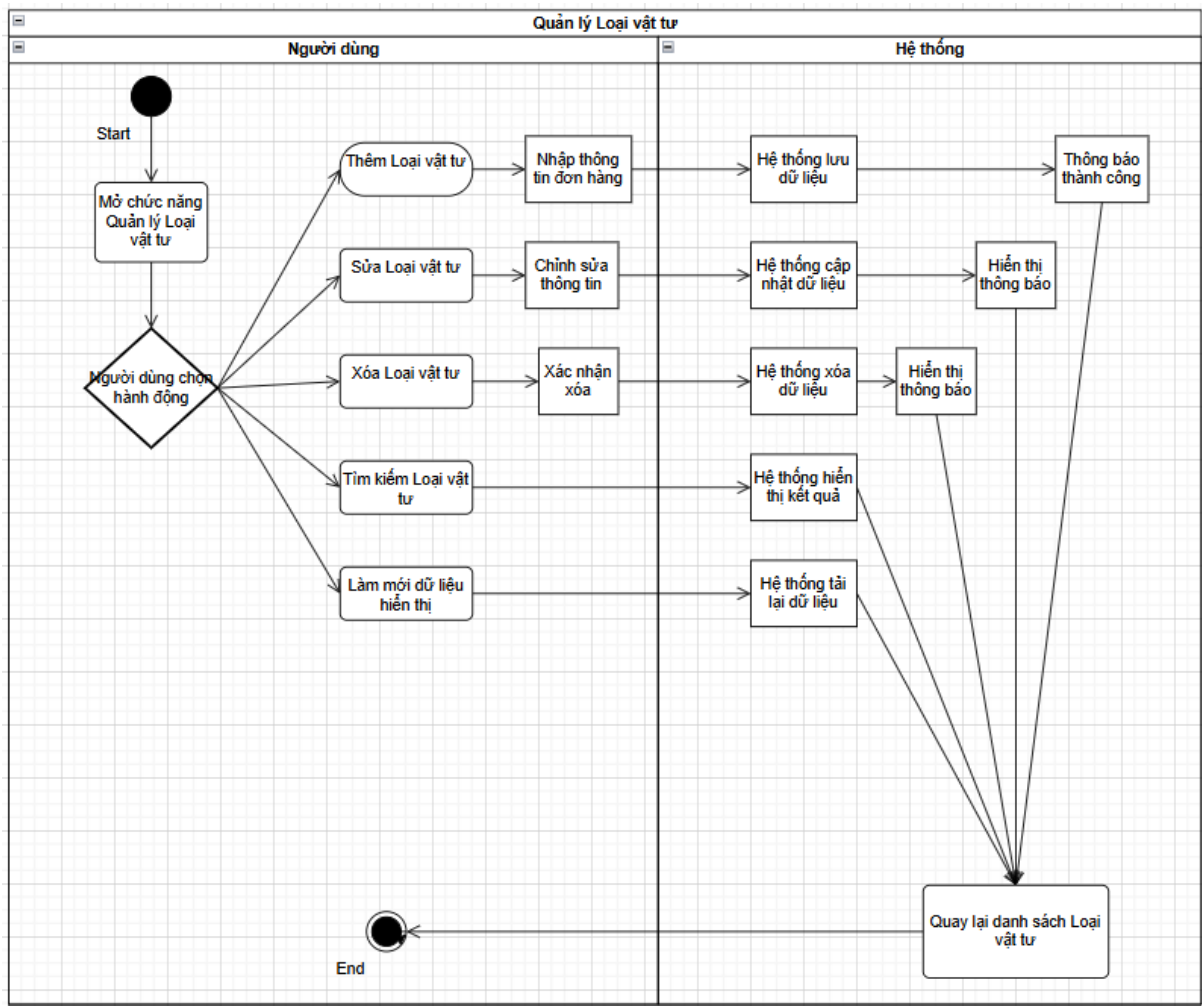 Quản lý Loại vật tư
Người dùng
Hệ thống
Start
Mở chức năng
Quản lý Loại
vật tư
Người dùng chọn
hành động
Thêm Loại vật tư
Nhập thông
tin đơn hàng
Hệ thống lưu
dữ liệu
Thông báo
thành công
Sửa Loại vật tư
Chỉnh sửa
thông tin
Hệ thống cập
nhật dữ liệu
Hiển thị
thông báo
Xóa Loại vật tư
Xác nhận
xóa
Hệ thống xóa
dữ liệu
Hiển thị
thông báo
Tìm kiếm Loại vật
tư
Hệ thống hiển
thị kết quả
Làm mới dữ liệu
hiển thị
Hệ thống tải
lại dữ liệu
Quay lại danh sách Loại
vật tư
End